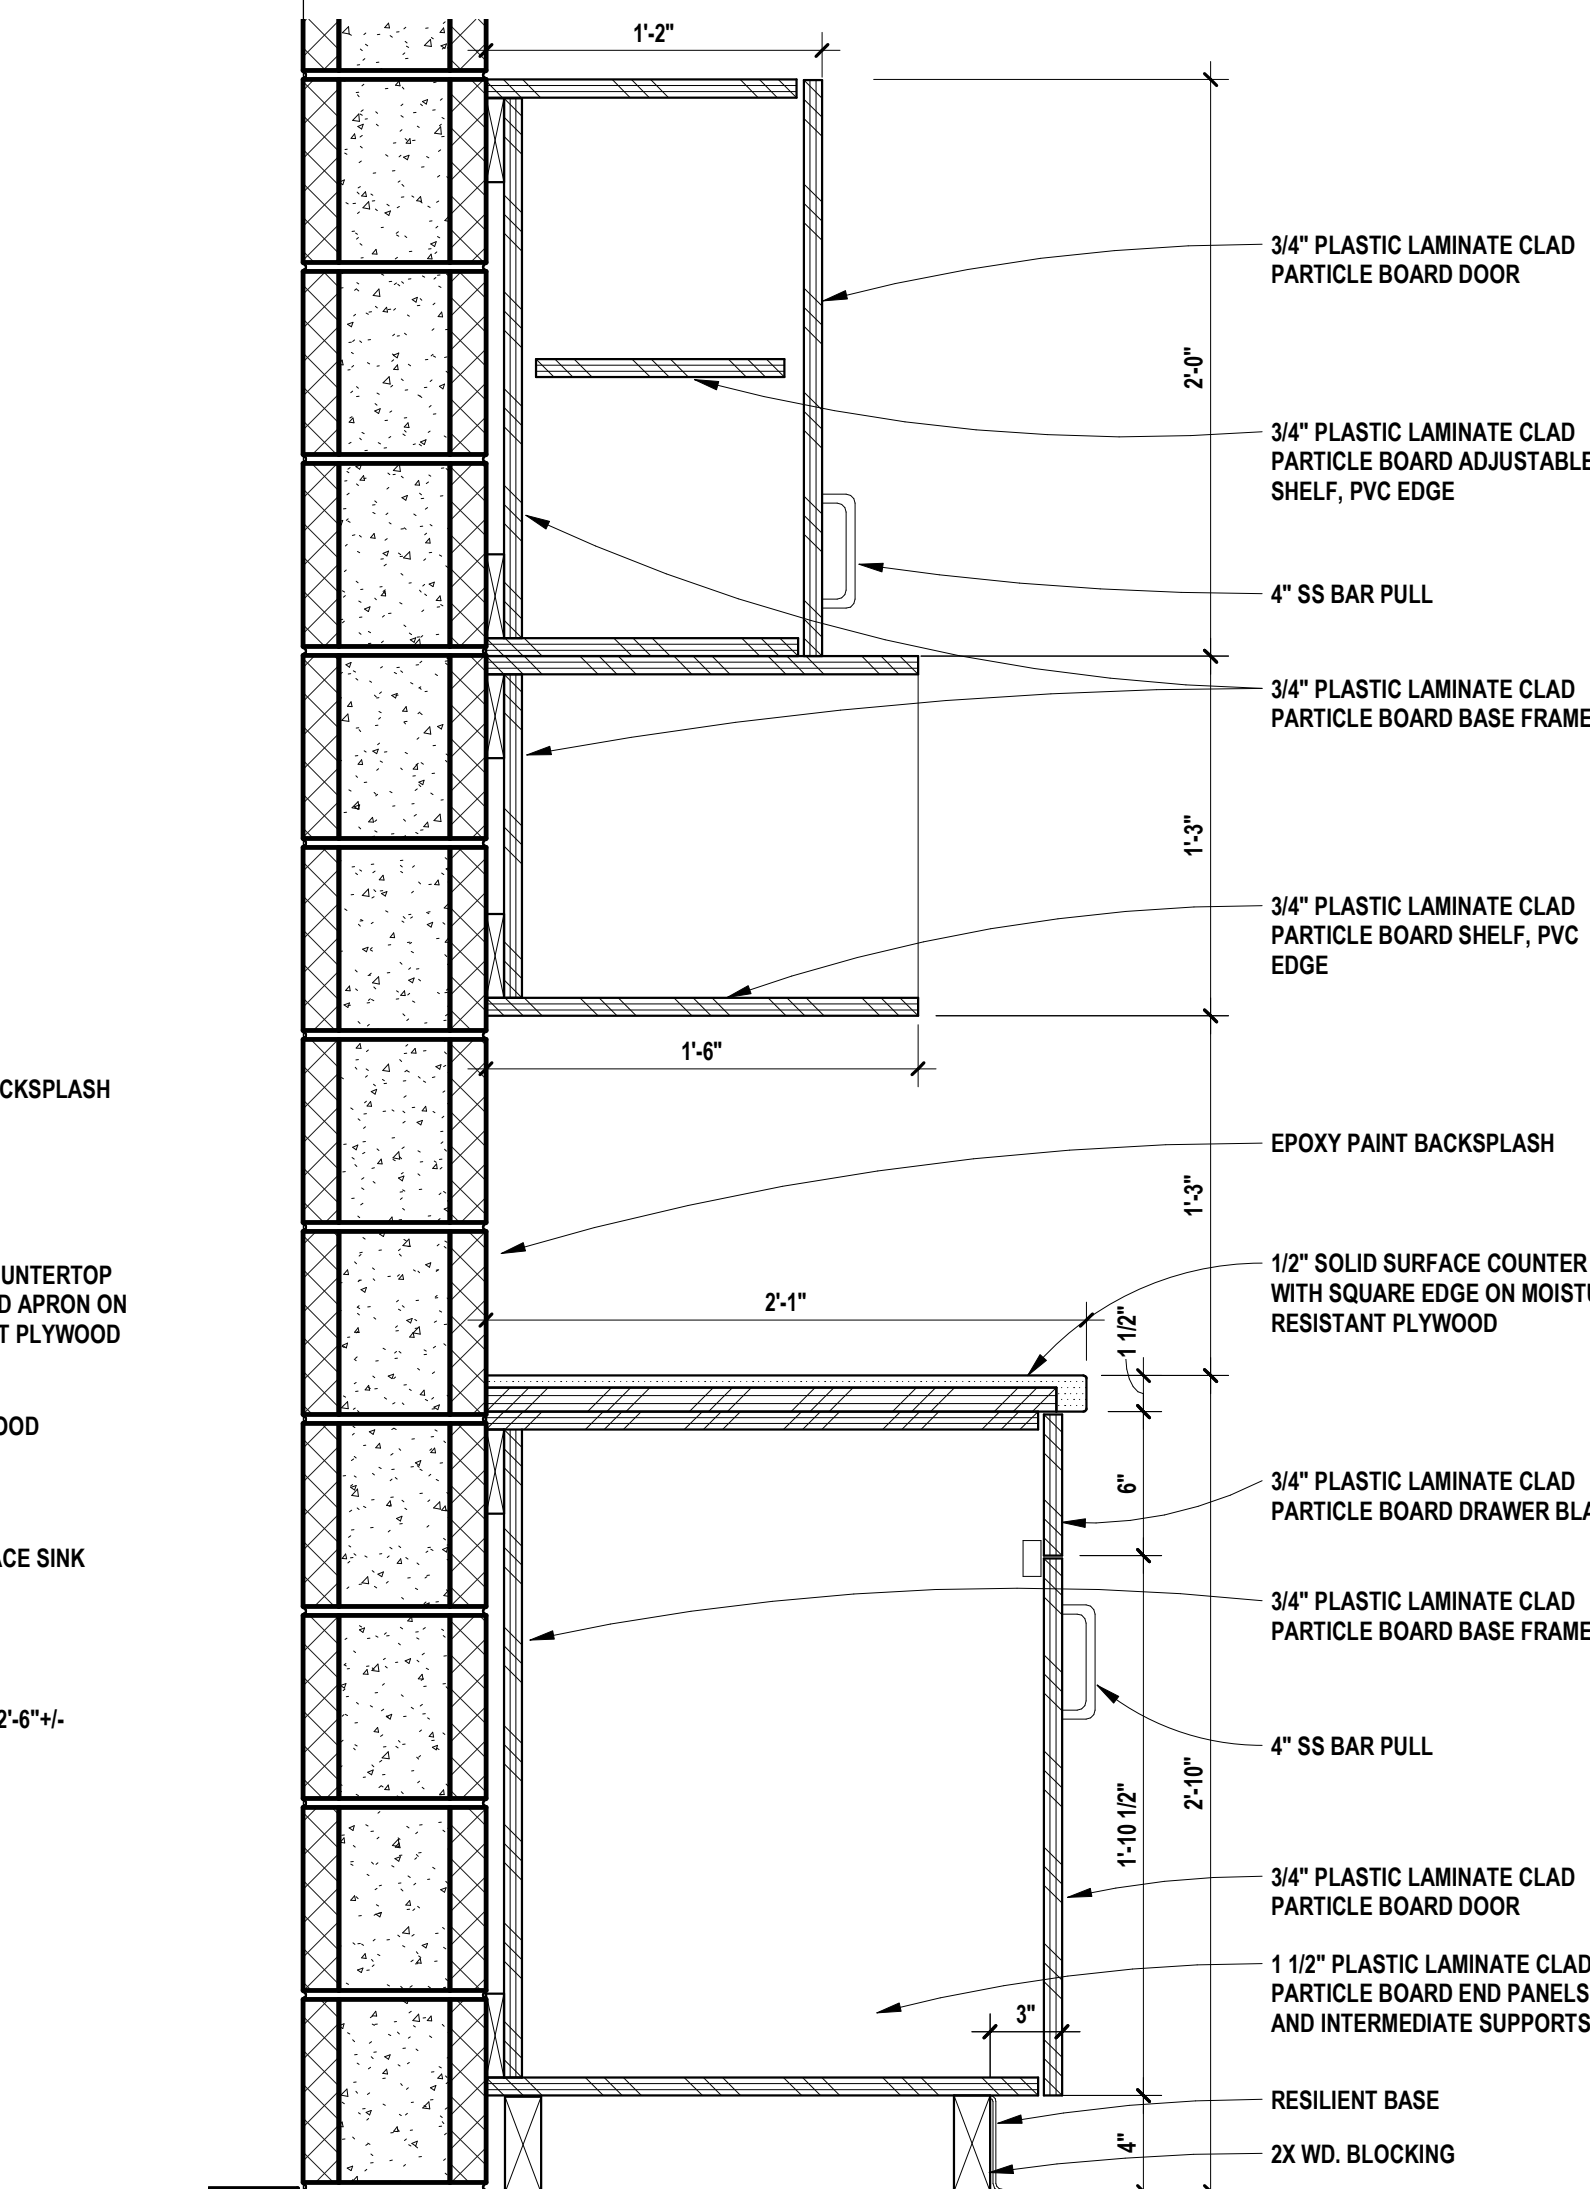 1'-2"
3/4" PLASTIC LAMINATE CLAD
PARTICLE BOARD DOOR
2'-0"
3/4" PLASTIC LAMINATE CLAD
PARTICLE BOARD ADJUSTABLE
SHELF, PVC EDGE
4" SS BAR PULL
3/4" PLASTIC LAMINATE CLAD
PARTICLE BOARD BASE FRAME
1'-3"
3/4" PLASTIC LAMINATE CLAD
PARTICLE BOARD SHELF, PVC
EDGE
1'-6"
CKSPLASH
EPOXY PAINT BACKSPLASH
1'-3"
UNTERTOP
D APRON ON
T PLYWOOD
1/2" SOLID SURFACE COUNTER
WITH SQUARE EDGE ON MOISTU
RESISTANT PLYWOOD
2'-1"
1 1/2"
OOD
6"
3/4" PLASTIC LAMINATE CLAD
PARTICLE BOARD DRAWER BLA
ACE SINK
3/4" PLASTIC LAMINATE CLAD
PARTICLE BOARD BASE FRAME
2'-6"+/-
4" SS BAR PULL
1'-10 1/2"
2'-10"
3/4" PLASTIC LAMINATE CLAD
PARTICLE BOARD DOOR
1 1/2" PLASTIC LAMINATE CLAD
PARTICLE BOARD END PANELS
AND INTERMEDIATE SUPPORTS
3"
RESILIENT BASE
4"
2X WD. BLOCKING